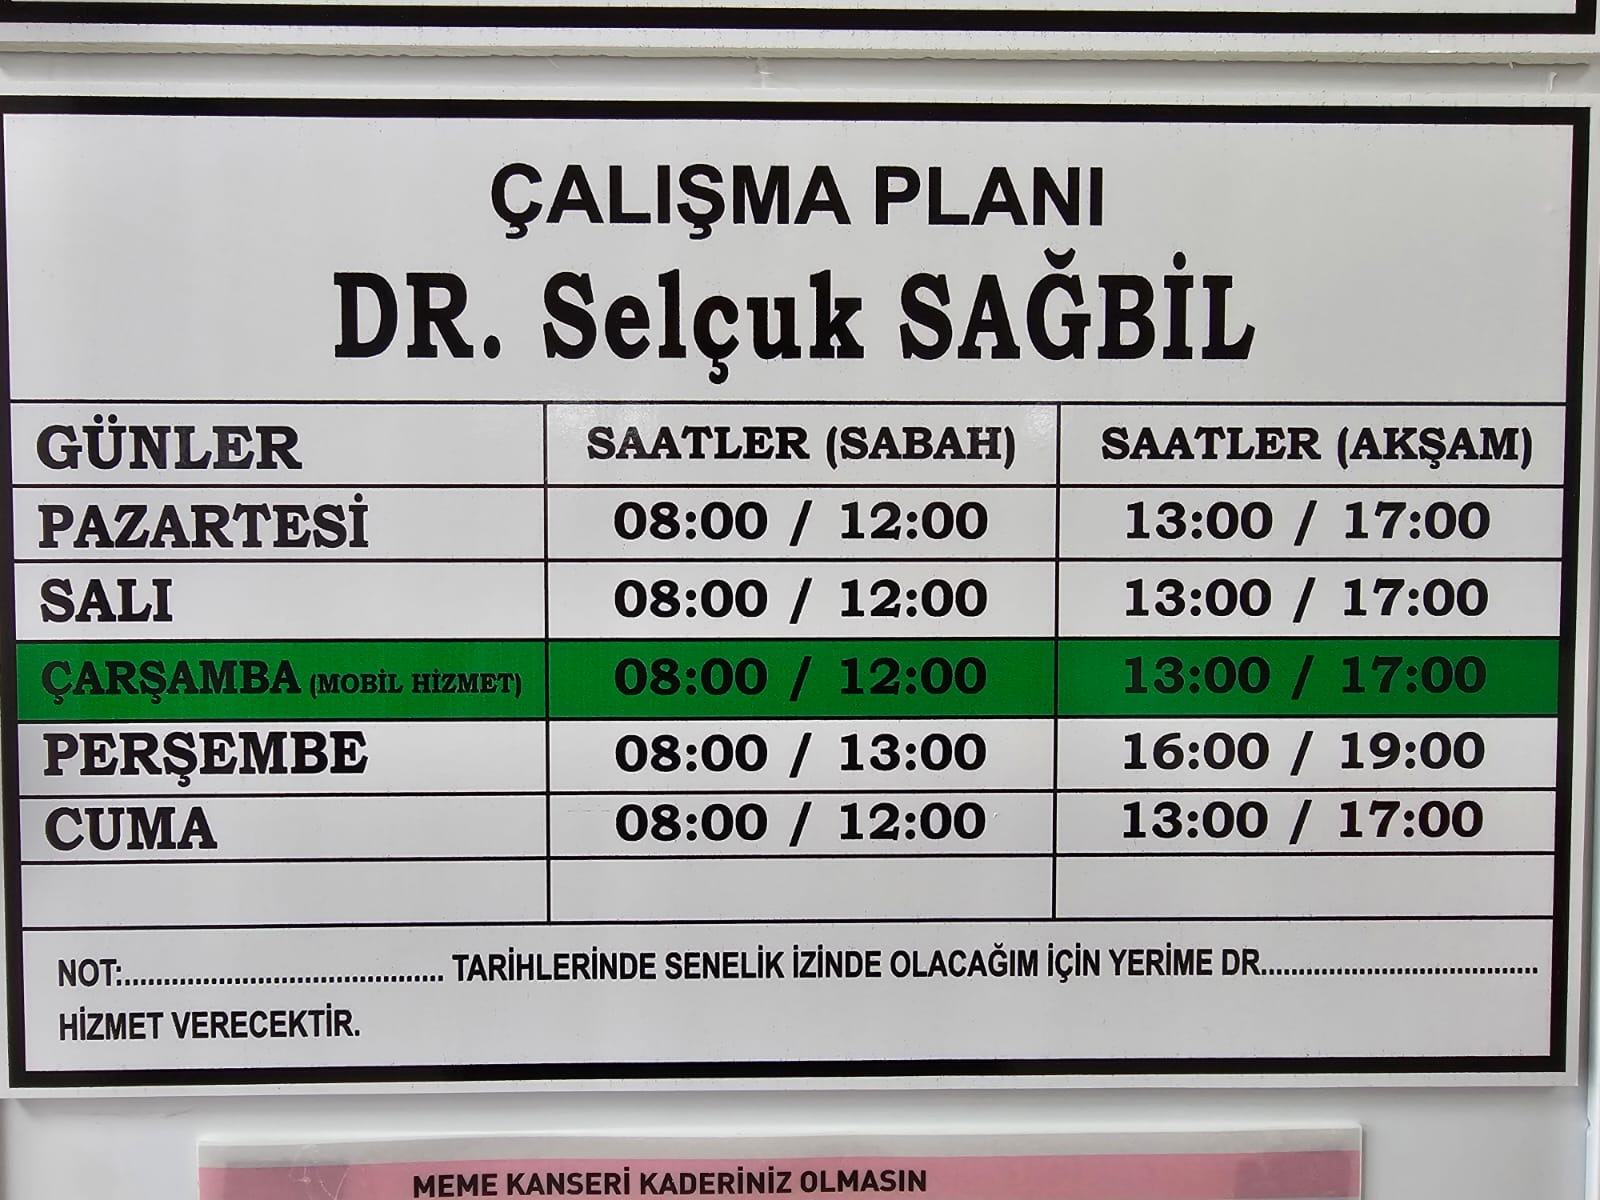 ÇALIŞMA PLANI
DR. Selçuk SAĞBİL
GÜNLER SAATLER (SABAH) SAATLER (AKŞAM)
PAZARTESİ 08:00 / 12:00 13:00 / 17:00
SALI 08:00 / 12:00 13:00 / 17:00
ÇARŞAMBA (MOBİL HİZMET) 08:00 / 12:00 13:00 / 17:00
PERŞEMBE 08:00 / 13:00 16:00 / 19:00
CUMA 08:00 / 12:00 13:00 / 17:00
NOT:........................................ TARİHLERİNDE SENELİK İZİNDE OLACAĞIM İÇİN YERİME DR...................................
HİZMET VERECEKTİR.
MEME KANSERİ KADERİNİZ OLMASIN